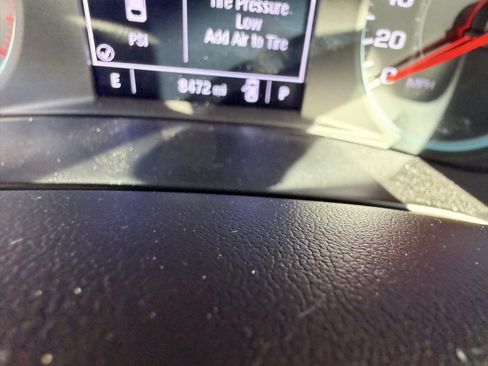 Tire Pressure
Low
Add Air to Tire
PSI
E
8472 mi
P
20
0
MPH